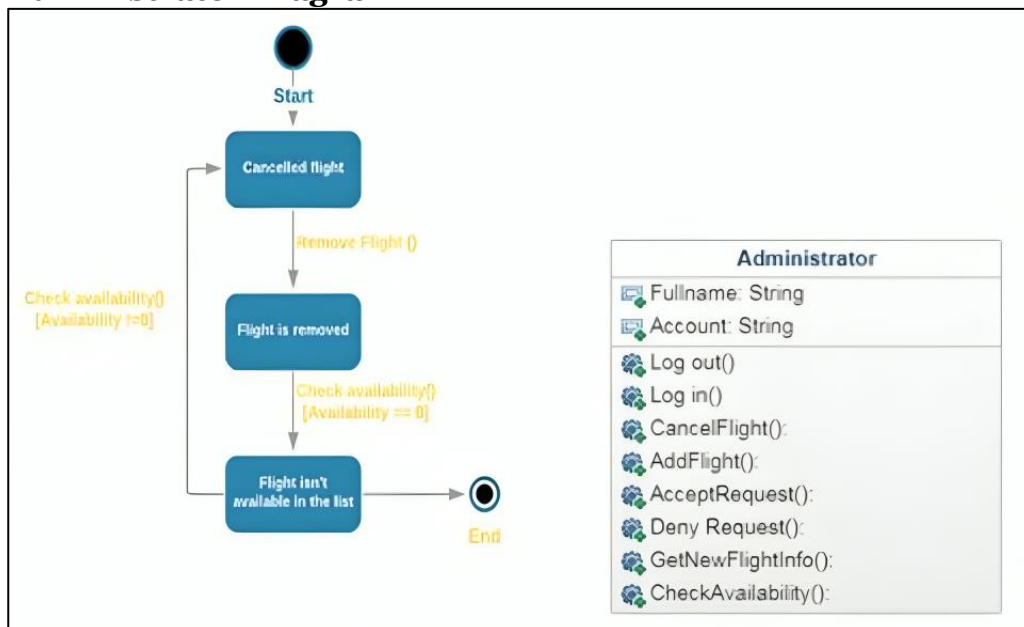 Start
Cancelled flight
Remove Flight ()
Check availability()
[Availability !=0]
Flight is removed
Check availability()
[Availability == 0]
Flight isn't
available in the list
End
Administrator
Fullname: String
Account: String
Log out()
Log in()
CancelFlight():
AddFlight():
AcceptRequest():
Deny Request():
GetNewFlightInfo():
CheckAvailability():